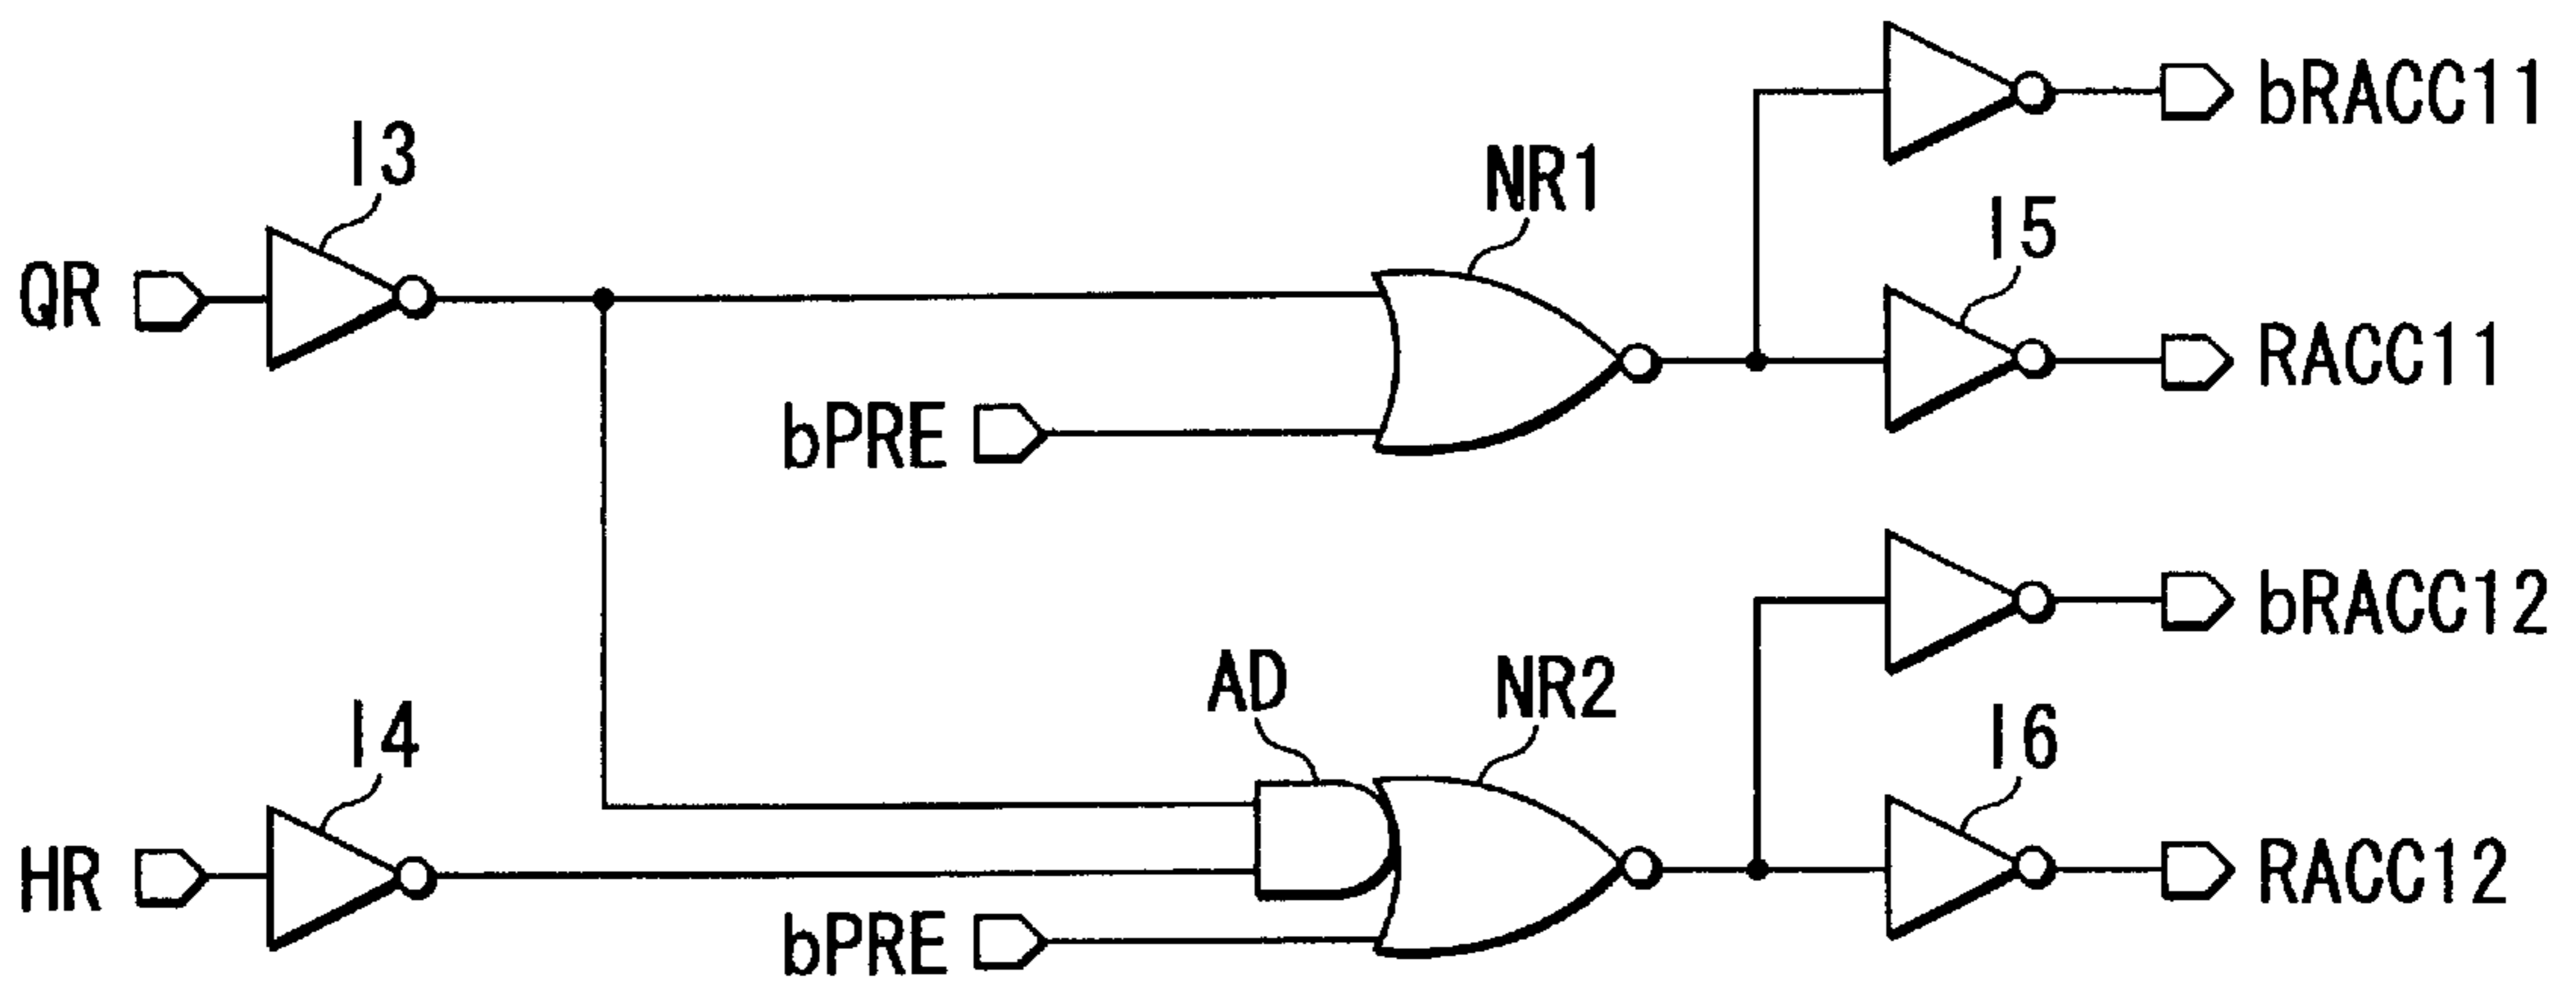 bRACC11
I3
NR1
I5
QR
RACC11
bPRE
bRACC12
AD
NR2
I4
I6
HR
RACC12
bPRE